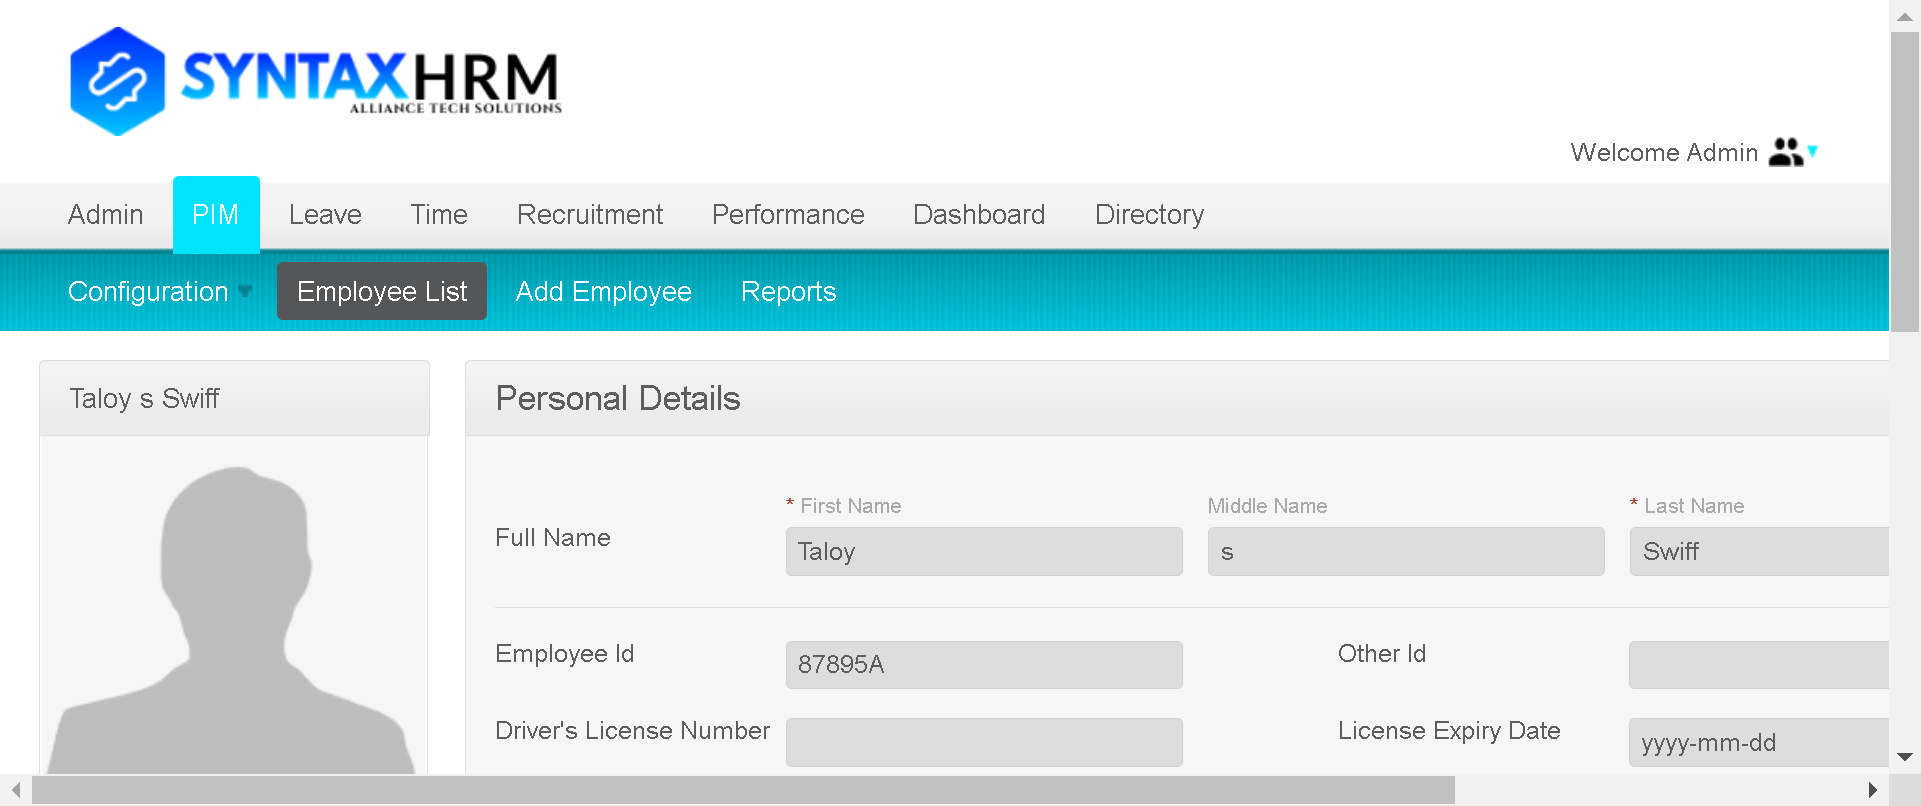 SYNTAXHRM
ALLIANCE TECH SOLUTIONS
Welcome Admin
Admin PIM Leave Time Recruitment Performance Dashboard Directory
Configuration Employee List Add Employee Reports
Taloy s Swiff
Personal Details
* First Name Middle Name * Last Name
Full Name Taloy s Swiff
Employee Id 87895A Other Id
Driver's License Number License Expiry Date yyyy-mm-dd